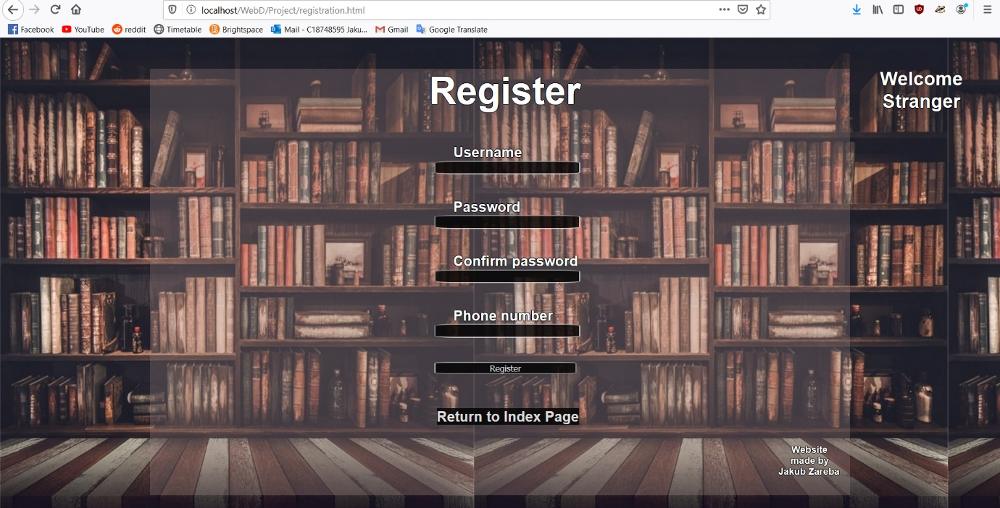 localhost/WebD/Project/registration.html
Facebook YouTube reddit Timetable Brightspace Mail - C18748595 Jaku... Gmail Google Translate
Register
Welcome
Stranger
Username
Password
Confirm password
Phone number
Register
Return to Index Page
Website
made by
Jakub Zareba